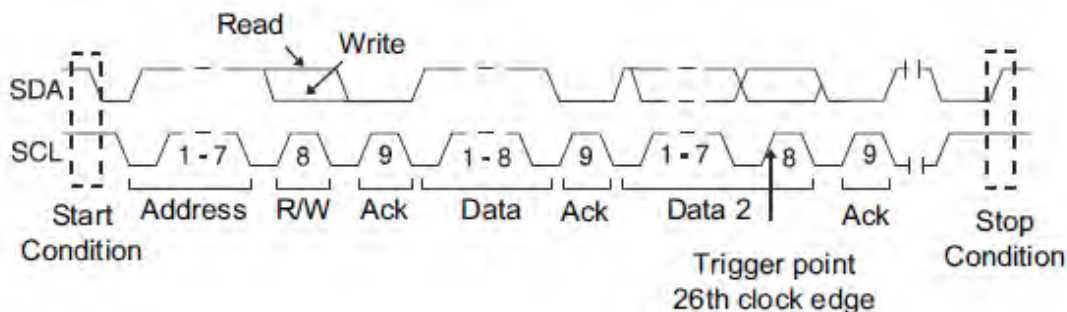 Read
Write
SDA
SCL
1 - 7
8
9
1 - 8
9
1 - 7
8
9
Start
Condition
Address
R/W
Ack
Data
Ack
Data 2
Ack
Stop
Condition
Trigger point
26th clock edge